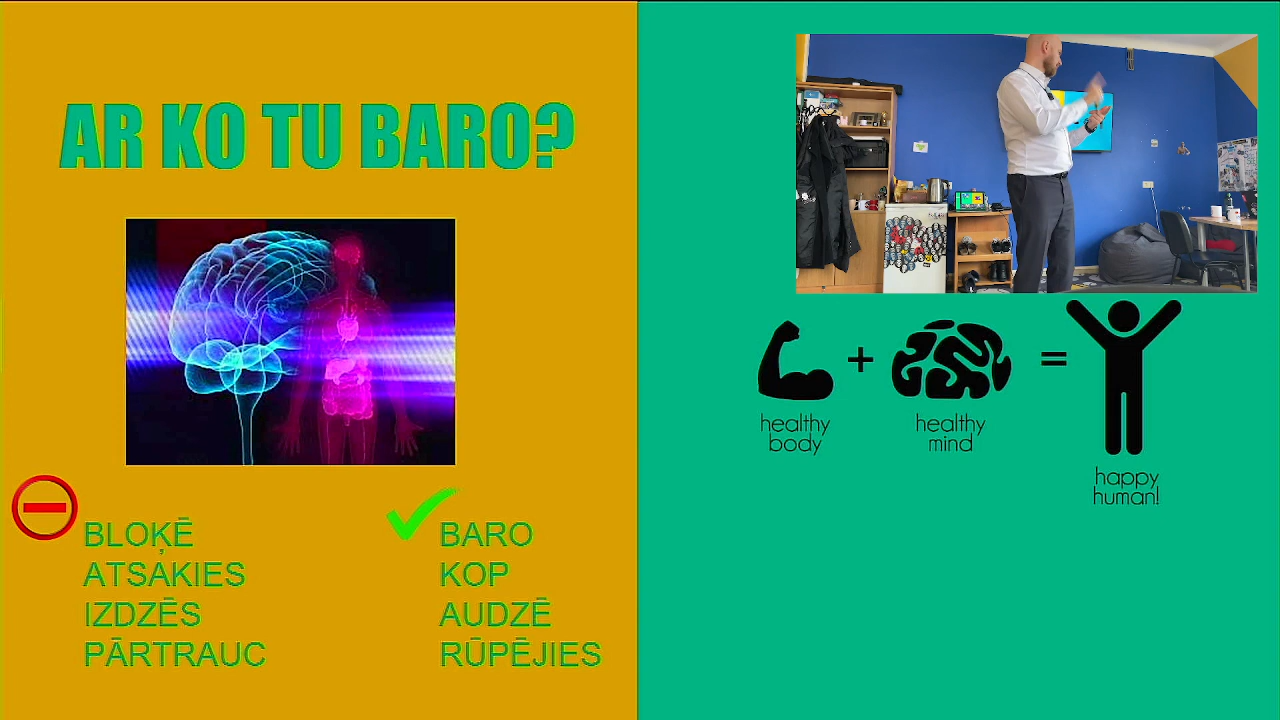 AR KO TU BARO?
BLOĶĒ
ATSAKIES
IZDZĒS
PĀRTRAUC
BARO
KOP
AUDZĒ
RŪPĒJIES
+
=
healthy
body
healthy
mind
happy
human!